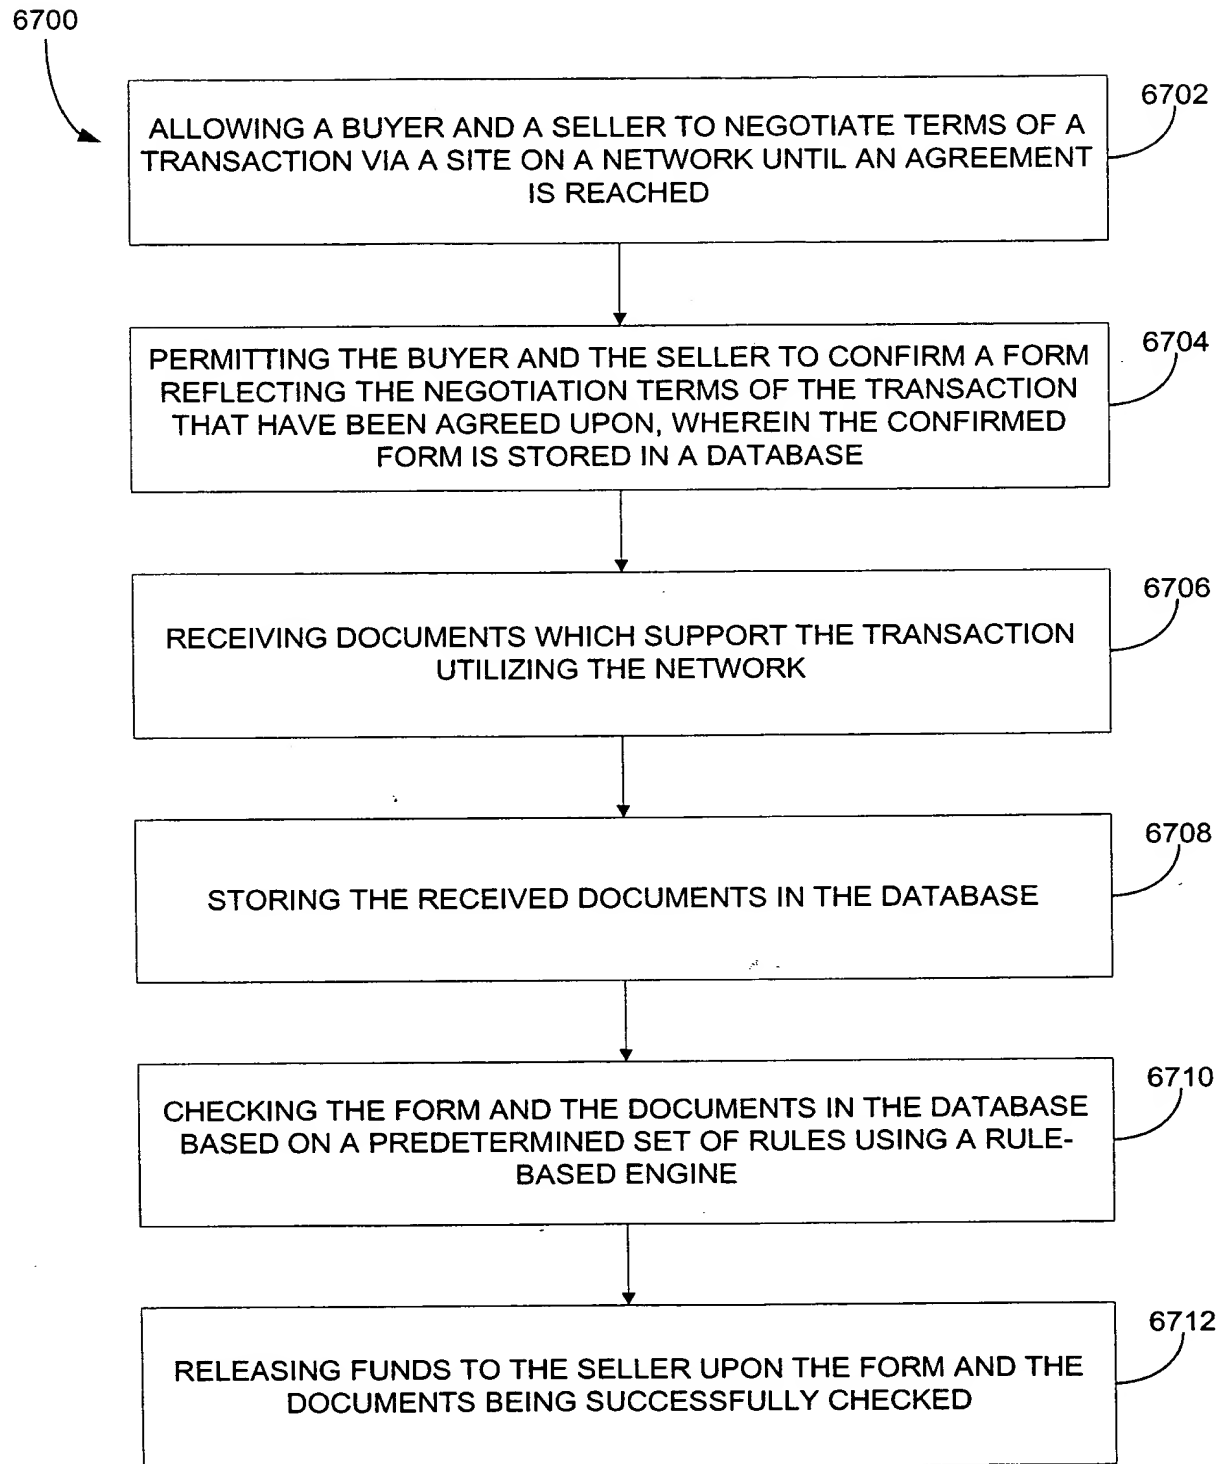 6700
6702
ALLOWING A BUYER AND A SELLER TO NEGOTIATE TERMS OF A
TRANSACTION VIA A SITE ON A NETWORK UNTIL AN AGREEMENT
IS REACHED
6704
PERMITTING THE BUYER AND THE SELLER TO CONFIRM A FORM
REFLECTING THE NEGOTIATION TERMS OF THE TRANSACTION
THAT HAVE BEEN AGREED UPON, WHEREIN THE CONFIRMED
FORM IS STORED IN A DATABASE
6706
RECEIVING DOCUMENTS WHICH SUPPORT THE TRANSACTION
UTILIZING THE NETWORK
6708
STORING THE RECEIVED DOCUMENTS IN THE DATABASE
6710
CHECKING THE FORM AND THE DOCUMENTS IN THE DATABASE
BASED ON A PREDETERMINED SET OF RULES USING A RULE-
BASED ENGINE
6712
RELEASING FUNDS TO THE SELLER UPON THE FORM AND THE
DOCUMENTS BEING SUCCESSFULLY CHECKED